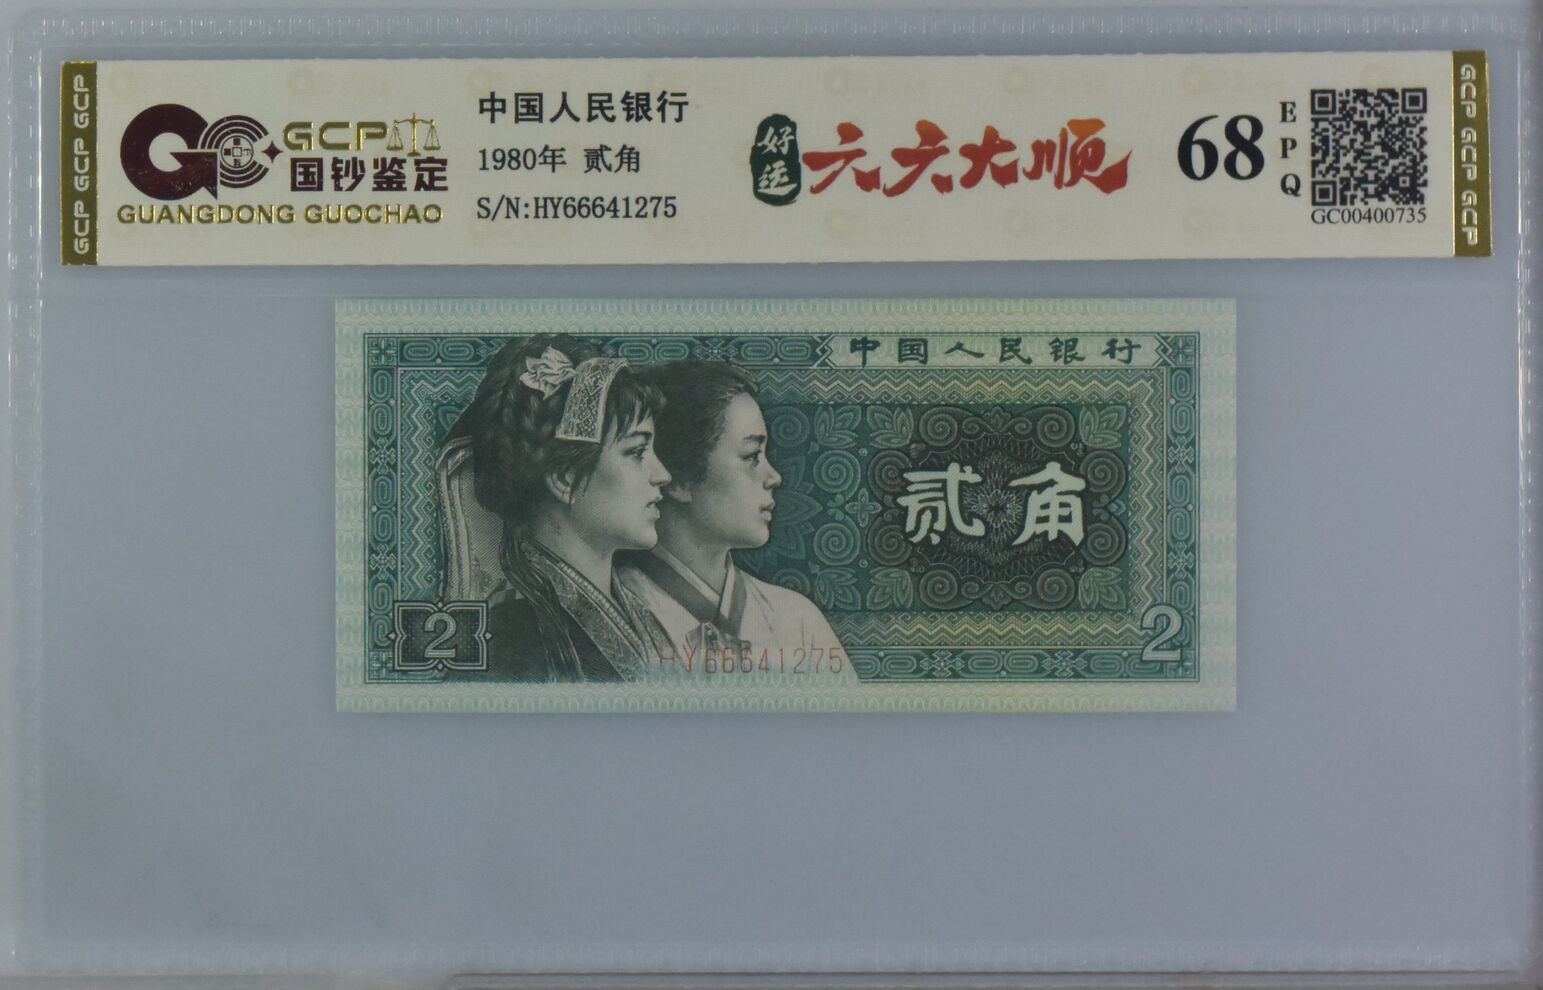 GCP GCP GCP
GCP
国钞鉴定
GUANGDONG GUOCHAO
中国人民银行
1980年 贰角
S/N:HY66641275
好运
六六大顺
68
EPQ
GC00400735
GCP GCP GCP
中国人民银行
贰角
2
2
HY66641275